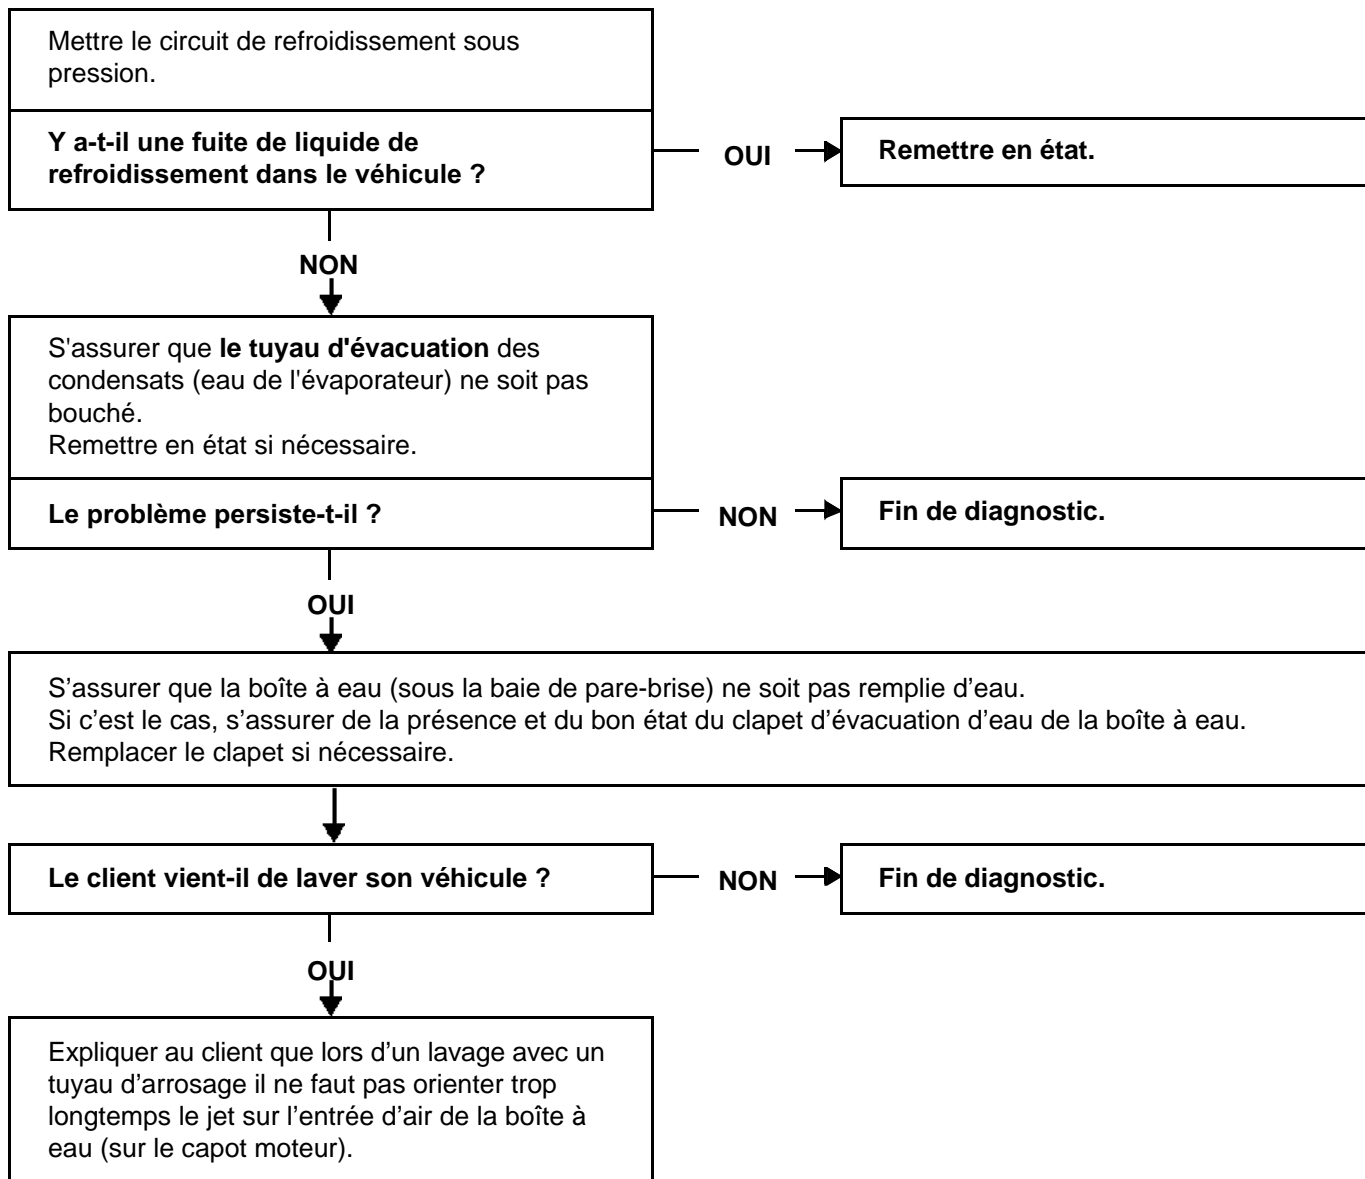 Mettre le circuit de refroidissement sous
pression.
Y a-t-il une fuite de liquide de
refroidissement dans le véhicule ?
OUI
Remettre en état.
NON
S'assurer que le tuyau d'évacuation des
condensats (eau de l'évaporateur) ne soit pas
bouché.
Remettre en état si nécessaire.
Le problème persiste-t-il ?
NON
Fin de diagnostic.
OUI
S’assurer que la boîte à eau (sous la baie de pare-brise) ne soit pas remplie d’eau.
Si c’est le cas, s’assurer de la présence et du bon état du clapet d’évacuation d’eau de la boîte à eau.
Remplacer le clapet si nécessaire.
Le client vient-il de laver son véhicule ?
NON
Fin de diagnostic.
OUI
Expliquer au client que lors d’un lavage avec un
tuyau d’arrosage il ne faut pas orienter trop
longtemps le jet sur l’entrée d’air de la boîte à
eau (sur le capot moteur).